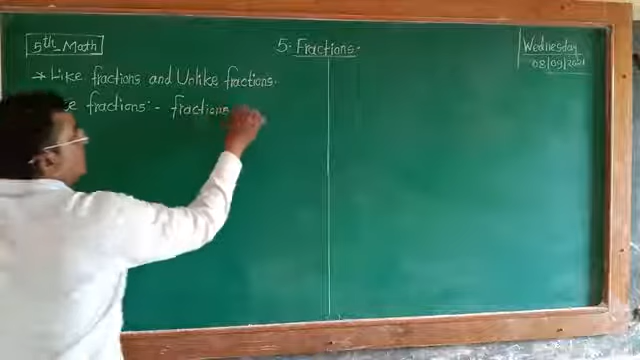 5th Math
5. Fractions.
Wednesday
08/09/2021
* Like fractions and Unlike fractions.
fractions:- fractions